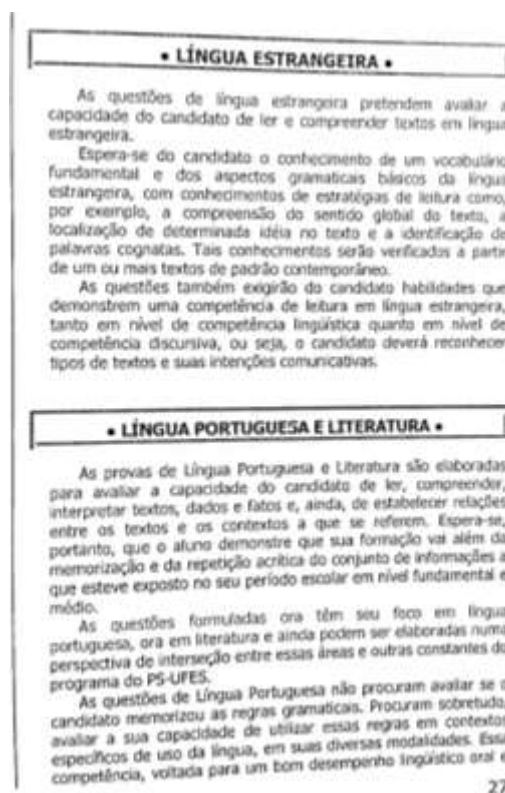 • LÍNGUA ESTRANGEIRA •
As questões de língua estrangeira pretendem avaliar a
capacidade do candidato de ler e compreender textos em língua
estrangeira.
Espera-se do candidato o conhecimento de um vocabulário
fundamental e dos aspectos gramaticais básicos da língua
estrangeira, com conhecimentos de estratégias de leitura como,
por exemplo, a compreensão do sentido global do texto, a
localização de determinada idéia no texto e a identificação de
palavras cognatas. Tais conhecimentos serão verificados a partir
de um ou mais textos de padrão contemporâneo.
As questões também exigirão do candidato habilidades que
demonstrem uma competência de leitura em língua estrangeira,
tanto em nível de competência lingüística quanto em nível de
competência discursiva, ou seja, o candidato deverá reconhecer
tipos de textos e suas intenções comunicativas.
• LÍNGUA PORTUGUESA E LITERATURA •
As provas de Língua Portuguesa e Literatura são elaboradas
para avaliar a capacidade do candidato de ler, compreender,
interpretar textos, dados e fatos e, ainda, de estabelecer relações
entre os textos e os contextos a que se referem. Espera-se,
portanto, que o aluno demonstre que sua formação vai além da
memorização e da repetição acrítica do conjunto de informações a
que esteve exposto no seu período escolar em nível fundamental e
médio.
As questões formuladas ora têm seu foco em língua
portuguesa, ora em literatura e ainda podem ser elaboradas numa
perspectiva de interseção entre essas áreas e outras constantes do
programa do PS-UFES.
As questões de Língua Portuguesa não procuram avaliar se o
candidato memorizou as regras gramaticais. Procuram sobretudo,
avaliar a sua capacidade de utilizar essas regras em contextos
específicos de uso da língua, em suas diversas modalidades. Essa
competência, voltada para um bom desempenho lingüístico oral e
27